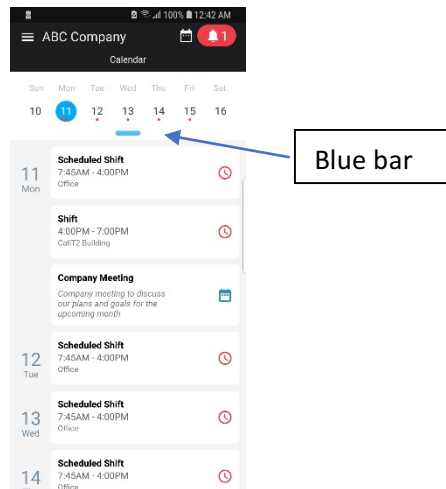 100% 12:42 AM
ABC Company
1
Calendar
Sun Mon Tue Wed Thu Fri Sat
10 11 12 13 14 15 16
Blue bar
11
Mon
Scheduled Shift
7:45AM - 4:00PM
Office
Shift
4:00PM - 7:00PM
CallT2 Building
Company Meeting
Company meeting to discuss
our plans and goals for the
upcoming month
12
Tue
Scheduled Shift
7:45AM - 4:00PM
Office
13
Wed
Scheduled Shift
7:45AM - 4:00PM
Office
14
Scheduled Shift
7:45AM - 4:00PM
Office